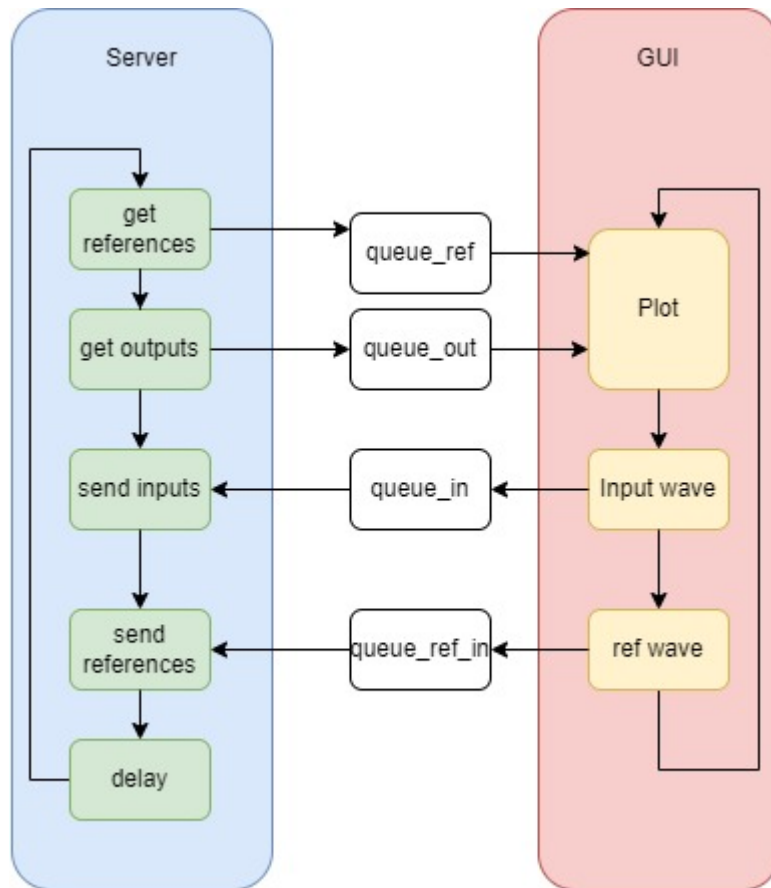 Server
GUI
get
references
queue_ref
Plot
get outputs
queue_out
send inputs
queue_in
Input wave
send
references
queue_ref_in
ref wave
delay